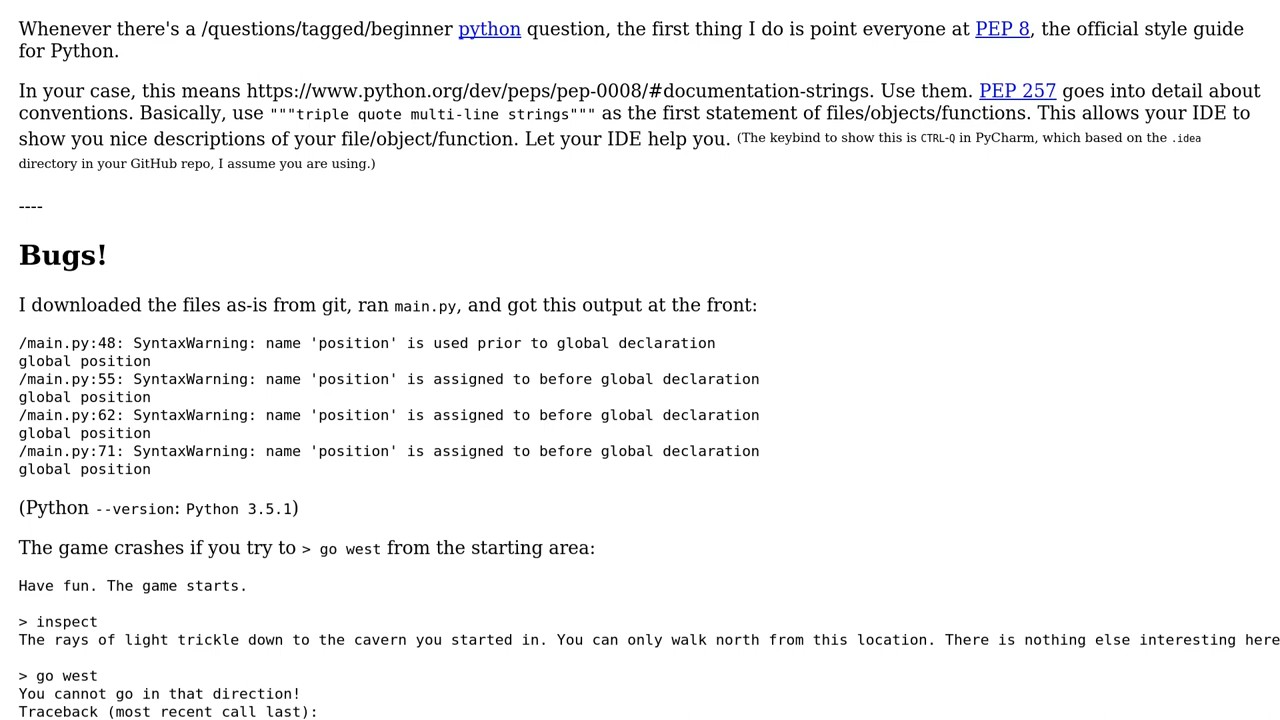 Whenever there's a /questions/tagged/beginner python question, the first thing I do is point everyone at PEP 8, the official style guide
for Python.
In your case, this means https://www.python.org/dev/peps/pep-0008/#documentation-strings. Use them. PEP 257 goes into detail about
conventions. Basically, use """triple quote multi-line strings""" as the first statement of files/objects/functions. This allows your IDE to
show you nice descriptions of your file/object/function. Let your IDE help you. (The keybind to show this is CTRL-Q in PyCharm, which based on the .idea
directory in your GitHub repo, I assume you are using.)
----
Bugs!
I downloaded the files as-is from git, ran main.py, and got this output at the front:
/main.py:48: SyntaxWarning: name 'position' is used prior to global declaration
global position
/main.py:55: SyntaxWarning: name 'position' is assigned to before global declaration
global position
/main.py:62: SyntaxWarning: name 'position' is assigned to before global declaration
global position
/main.py:71: SyntaxWarning: name 'position' is assigned to before global declaration
global position
(Python --version: Python 3.5.1)
The game crashes if you try to > go west from the starting area:
Have fun. The game starts.
> inspect
The rays of light trickle down to the cavern you started in. You can only walk north from this location. There is nothing else interesting here
> go west
You cannot go in that direction!
Traceback (most recent call last):